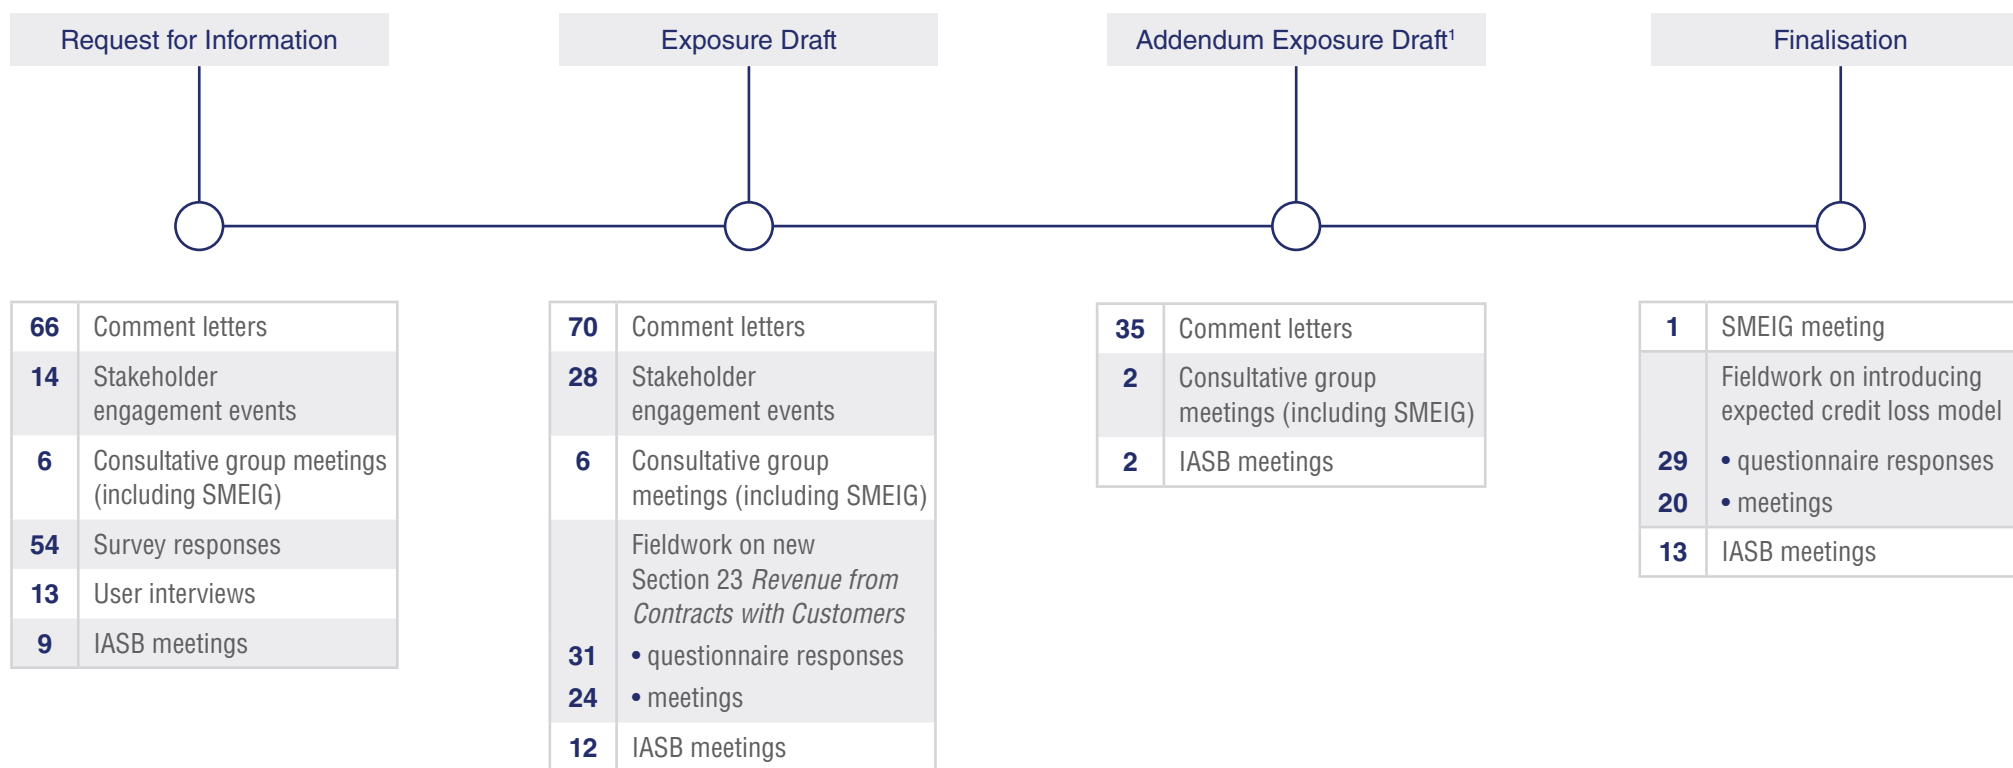 Request for Information
Exposure Draft
Addendum Exposure Draft¹
Finalisation
66 Comment letters
14 Stakeholder
engagement events
6 Consultative group meetings
(including SMEIG)
54 Survey responses
13 User interviews
9 IASB meetings
70 Comment letters
28 Stakeholder
engagement events
6 Consultative group
meetings (including SMEIG)
Fieldwork on new
Section 23 Revenue from
Contracts with Customers
31 • questionnaire responses
24 • meetings
12 IASB meetings
35 Comment letters
2 Consultative group
meetings (including SMEIG)
2 IASB meetings
1 SMEIG meeting
Fieldwork on introducing
expected credit loss model
29 • questionnaire responses
20 • meetings
13 IASB meetings